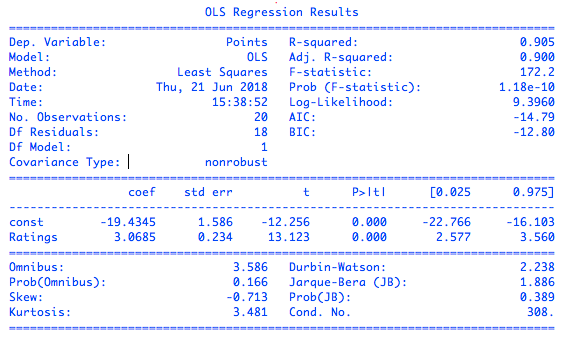 OLS Regression Results
==============================================================================
Dep. Variable: Points R-squared: 0.905
Model: OLS Adj. R-squared: 0.900
Method: Least Squares F-statistic: 172.2
Date: Thu, 21 Jun 2018 Prob (F-statistic): 1.18e-10
Time: 15:38:52 Log-Likelihood: 9.3960
No. Observations: 20 AIC: -14.79
Df Residuals: 18 BIC: -12.80
Df Model: 1
Covariance Type: nonrobust
==============================================================================
coef std err t P>|t| [0.025 0.975]
------------------------------------------------------------------------------
const -19.4345 1.586 -12.256 0.000 -22.766 -16.103
Ratings 3.0685 0.234 13.123 0.000 2.577 3.560
==============================================================================
Omnibus: 3.586 Durbin-Watson: 2.238
Prob(Omnibus): 0.166 Jarque-Bera (JB): 1.886
Skew: -0.713 Prob(JB): 0.389
Kurtosis: 3.481 Cond. No. 308.
==============================================================================